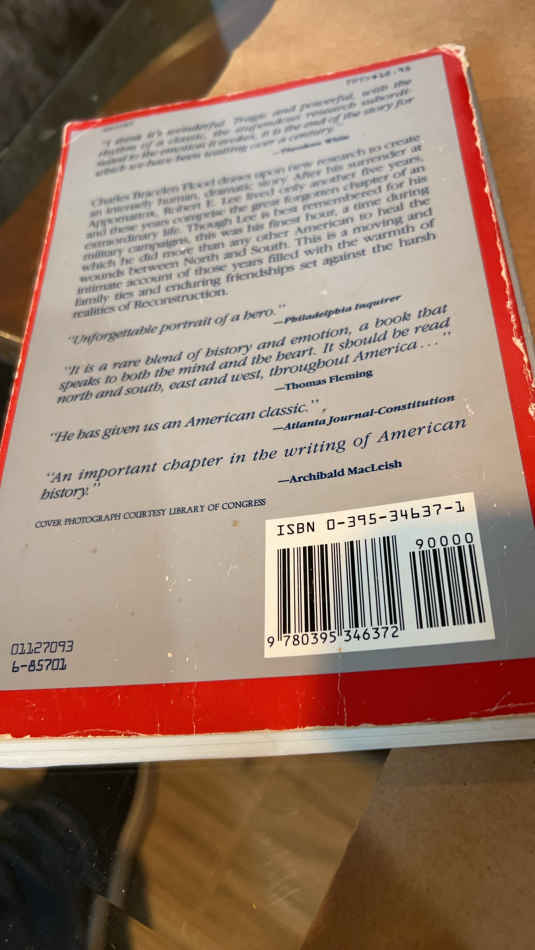 FPT>$12.95
"I think it's wonderful. Tragic and powerful, with the
rhythm of a classic, the stupendous research subordi-
nated to the emotion traveled, it is the end of the story for
which we have been waiting over a century."
—Theodore White
Charles Bracelen Flood draws upon new research to create
an intensely human, dramatic story. After his surrender at
Appomattox, Robert E. Lee lived only another five years,
and these years comprise the great forgotten chapter of an
extraordinary life. Though Lee is best remembered for his
military campaigns, this was his finest hour, a time during
which he did more than any other American to heal the
wounds between North and South. This is a moving and
intimate account of those years filled with the warmth of
family ties and enduring friendships set against the harsh
realities of Reconstruction.
"Unforgettable portrait of a hero."
—Philadelphia Inquirer
"It is a rare blend of history and emotion, a book that
speaks to both the mind and the heart. It should be read
north and south, east and west, throughout America . . . "
—Thomas Fleming
"He has given us an American classic."
—Atlanta Journal-Constitution
"An important chapter in the writing of American
history."
—Archibald MacLeish
COVER PHOTOGRAPH COURTESY LIBRARY OF CONGRESS
ISBN 0-395-34637-1
90000
9 780395 346372
01127093
6-85701